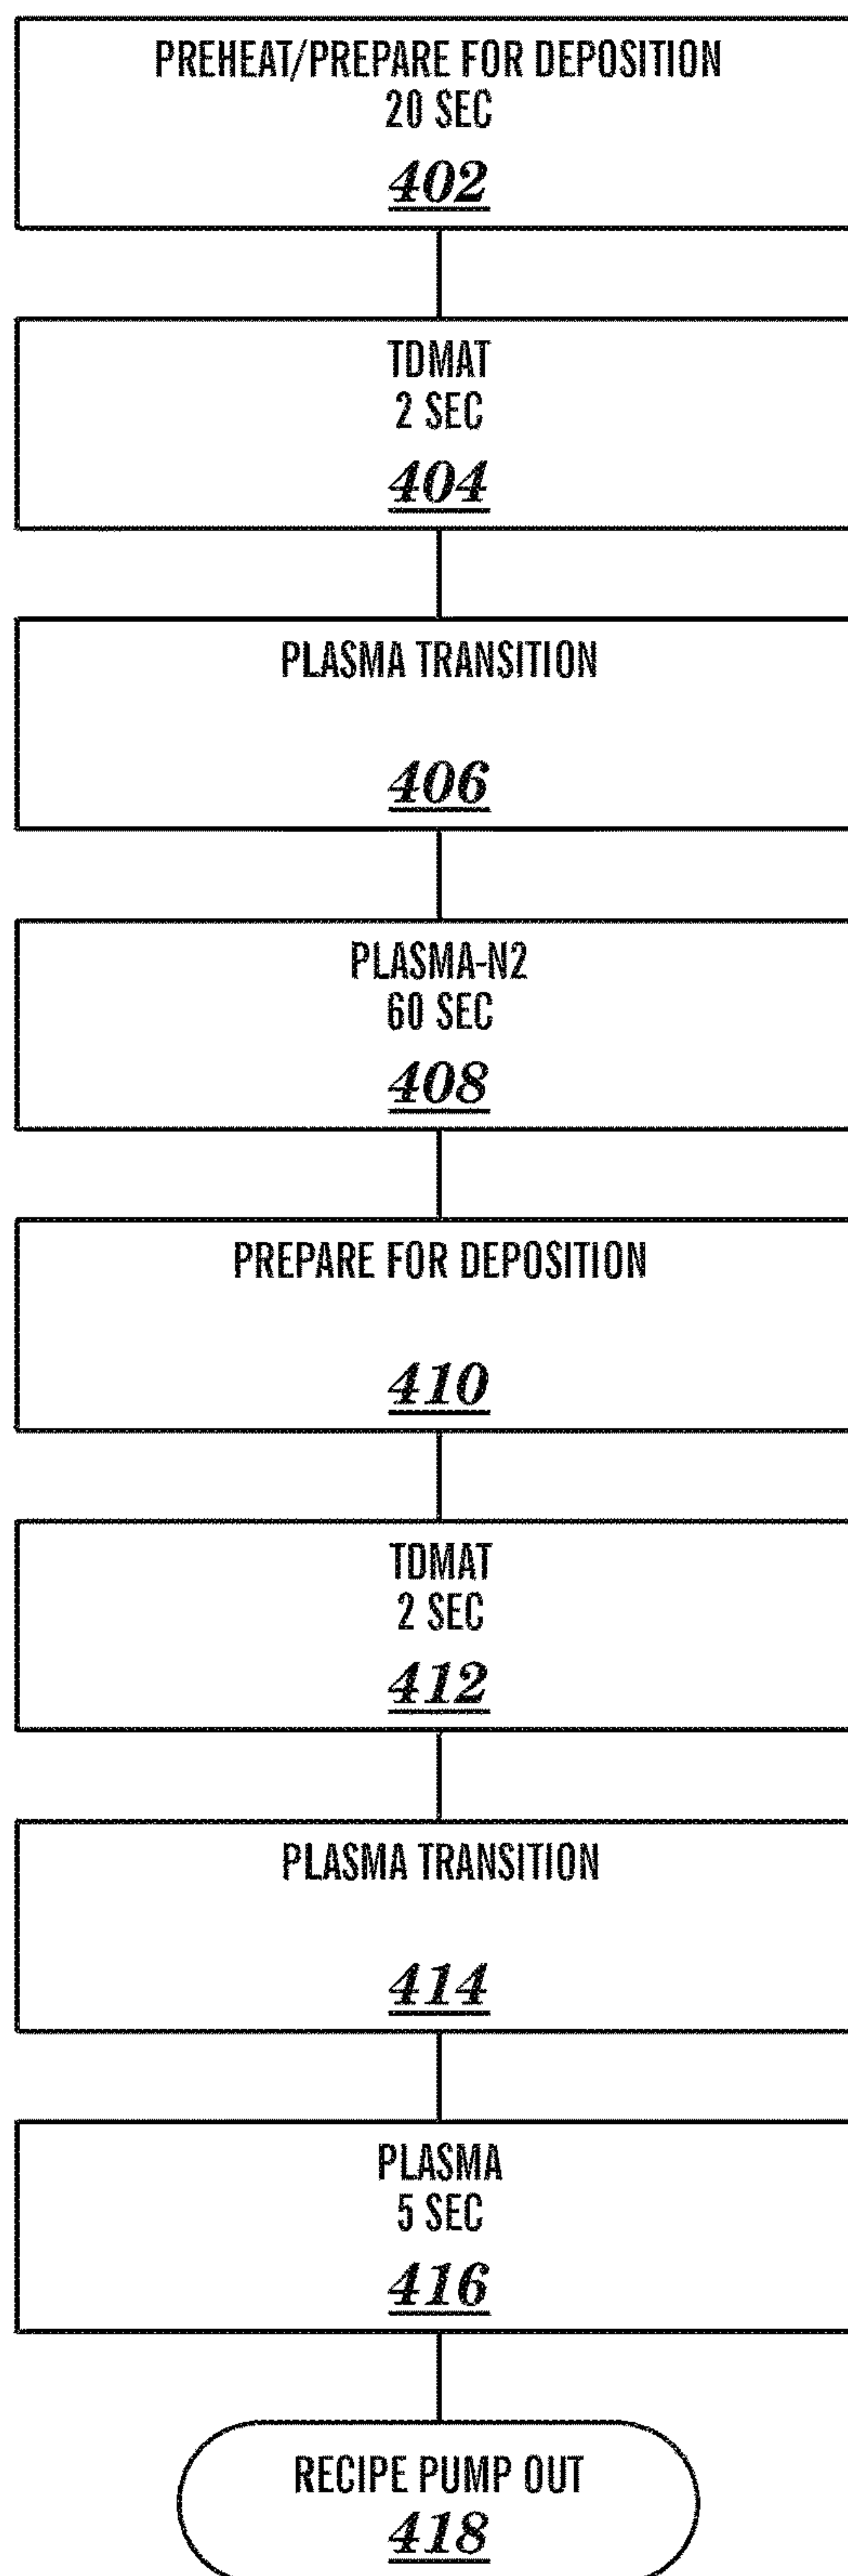 PREHEAT/PREPARE FOR DEPOSITION
20 SEC
402
TDMAT
2 SEC
404
PLASMA TRANSITION
406
PLASMA-N2
60 SEC
408
PREPARE FOR DEPOSITION
410
TDMAT
2 SEC
412
PLASMA TRANSITION
414
PLASMA
5 SEC
416
RECIPE PUMP OUT
418